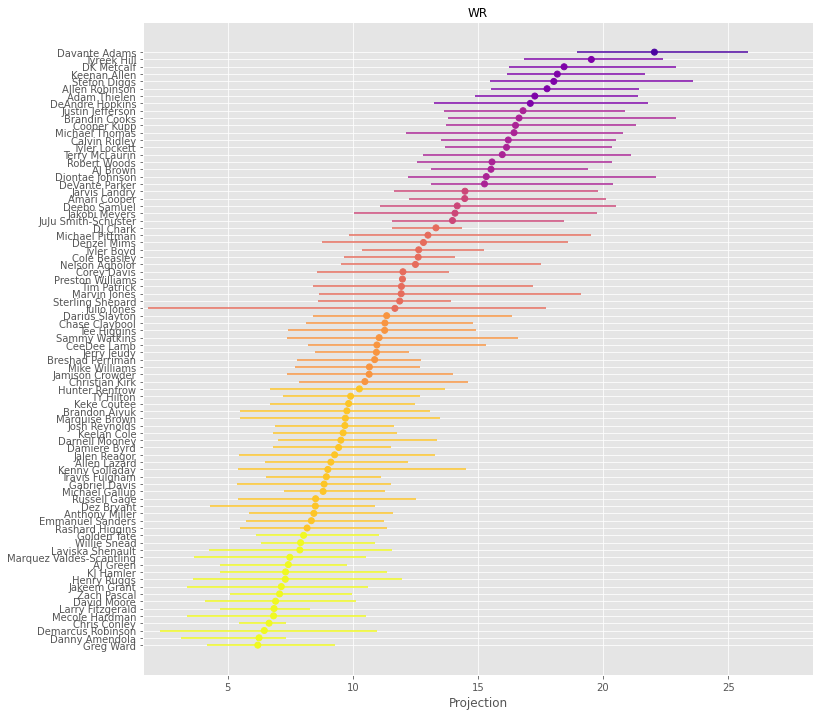 WR
Davante Adams
Tyreek Hill
DK Metcalf
Keenan Allen
Stefon Diggs
Allen Robinson
Adam Thielen
DeAndre Hopkins
Justin Jefferson
Brandin Cooks
Cooper Kupp
Michael Thomas
Calvin Ridley
Tyler Lockett
Terry McLaurin
Robert Woods
AJ Brown
Diontae Johnson
DeVante Parker
Jarvis Landry
Amari Cooper
Deebo Samuel
Jakobi Meyers
JuJu Smith-Schuster
DJ Chark
Michael Pittman
Denzel Mims
Tyler Boyd
Cole Beasley
Nelson Agholor
Corey Davis
Preston Williams
Tim Patrick
Marvin Jones
Sterling Shepard
Julio Jones
Darius Slayton
Chase Claypool
Tee Higgins
Sammy Watkins
CeeDee Lamb
Jerry Jeudy
Breshad Perriman
Mike Williams
Jamison Crowder
Christian Kirk
Hunter Renfrow
TY Hilton
Keke Coutee
Brandon Aiyuk
Marquise Brown
Josh Reynolds
Keelan Cole
Darnell Mooney
Damiere Byrd
Jalen Reagor
Allen Lazard
Kenny Golladay
Travis Fulgham
Gabriel Davis
Michael Gallup
Russell Gage
Dez Bryant
Anthony Miller
Emmanuel Sanders
Rashard Higgins
Golden Tate
Willie Snead
Laviska Shenault
Marquez Valdes-Scantling
AJ Green
KJ Hamler
Henry Ruggs
Jakeem Grant
Zach Pascal
David Moore
Larry Fitzgerald
Mecole Hardman
Chris Conley
Demarcus Robinson
Danny Amendola
Greg Ward
5 10 15 20 25
Projection